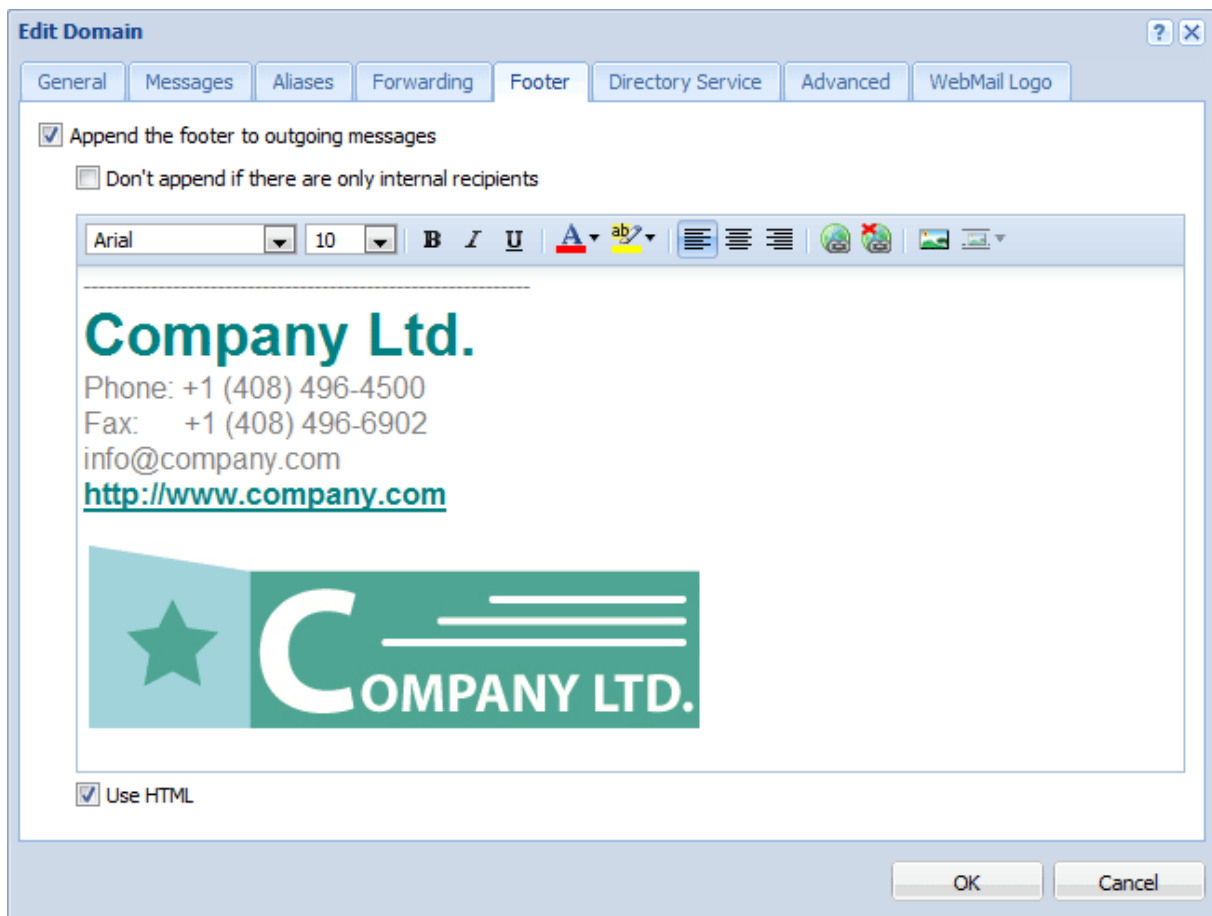 Edit Domain
General Messages Aliases Forwarding Footer Directory Service Advanced WebMail Logo
Append the footer to outgoing messages
Don't append if there are only internal recipients
Arial 10 B I U A ab
------------------------------------------------------------
Company Ltd.
Phone: +1 (408) 496-4500
Fax: +1 (408) 496-6902
info@company.com
http://www.company.com
COMPANY LTD.
Use HTML
OK Cancel